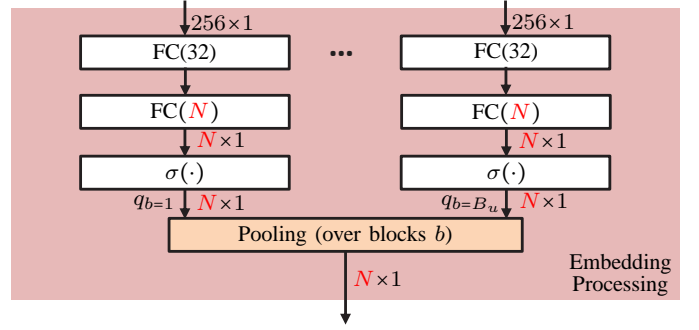 256×1 256×1
FC(32) ... FC(32)
FC(N) FC(N)
N×1 N×1
σ(·) σ(·)
q_{b=1} N×1 q_{b=B_u} N×1
Pooling (over blocks b)
N×1
Embedding
Processing